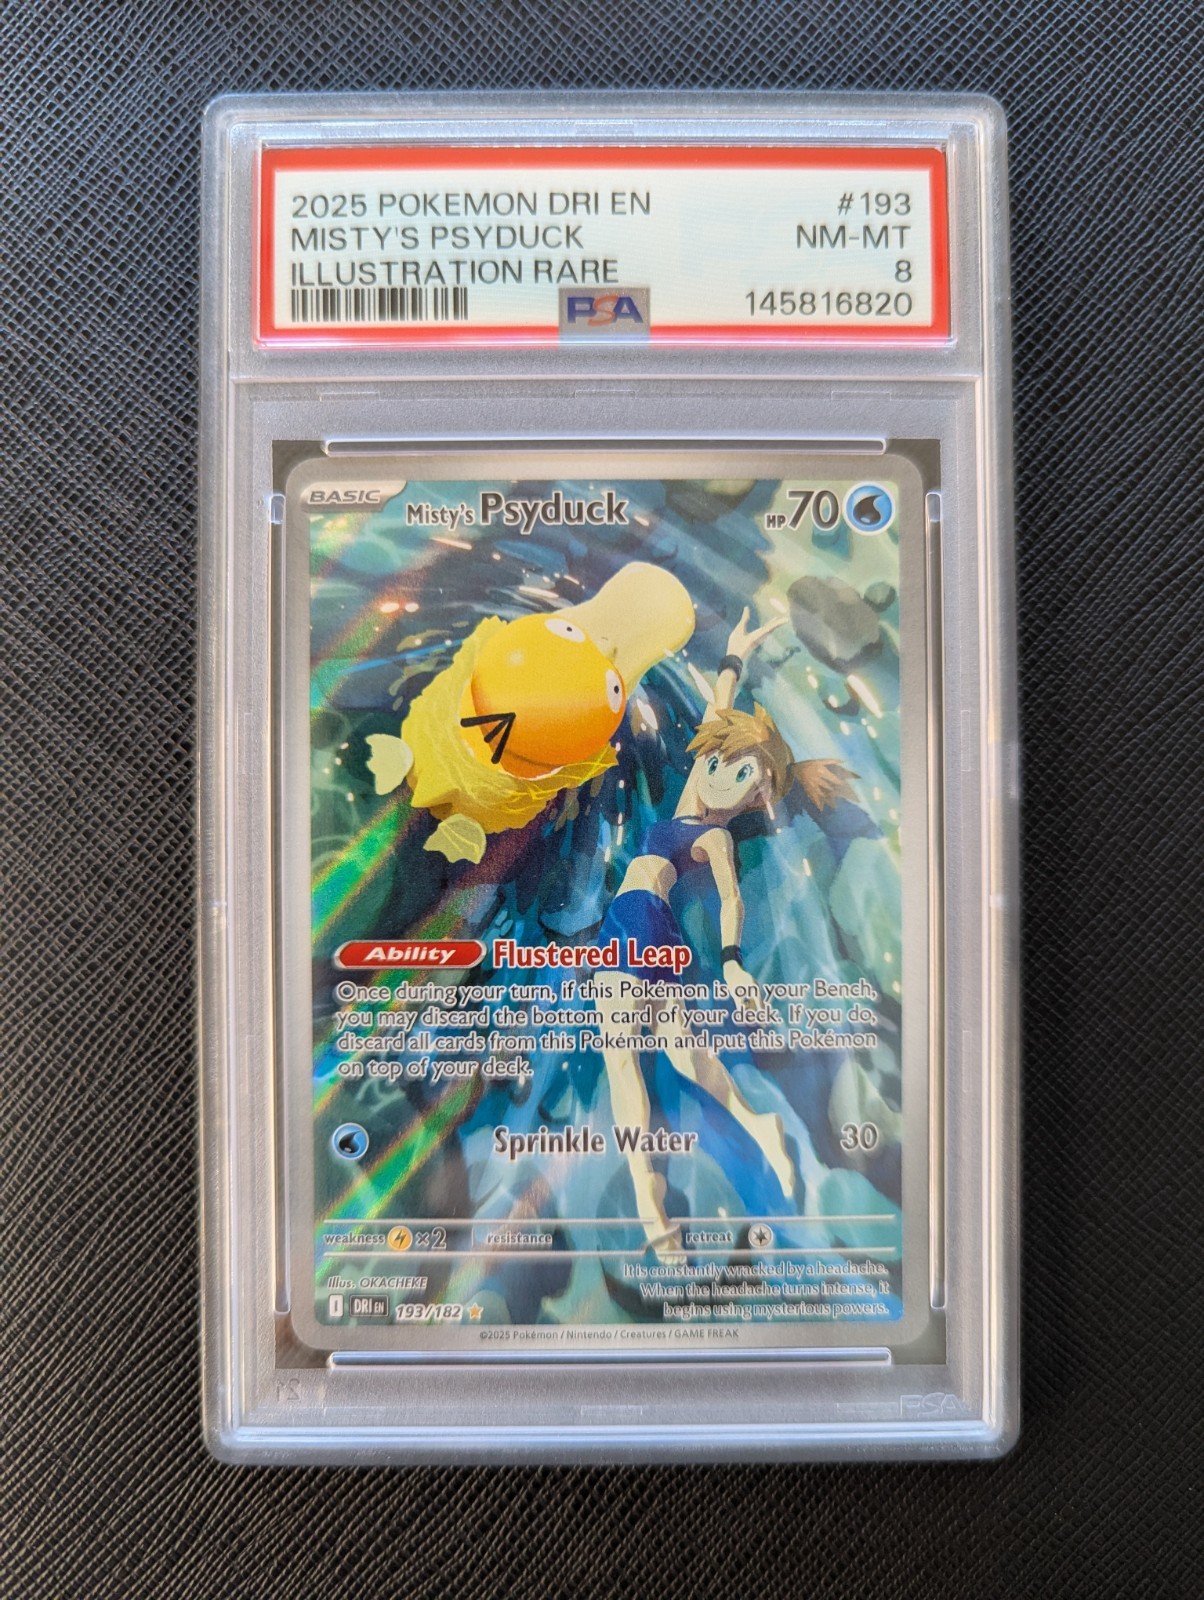 2025 POKEMON DRI EN #193
MISTY'S PSYDUCK NM-MT
ILLUSTRATION RARE 8
PSA 145816820
BASIC Misty's Psyduck HP 70
Ability Flustered Leap
Once during your turn, if this Pokémon is on your Bench,
you may discard the bottom card of your deck. If you do,
discard all cards from this Pokémon and put this Pokémon
on top of your deck.
Sprinkle Water 30
weakness ×2 resistance retreat
It is constantly wracked by a headache.
When the headache turns intense, it
begins using mysterious powers.
Illus. OKACHEKE
I DRI EN 193/182
©2025 Pokémon / Nintendo / Creatures / GAME FREAK
21 PSA